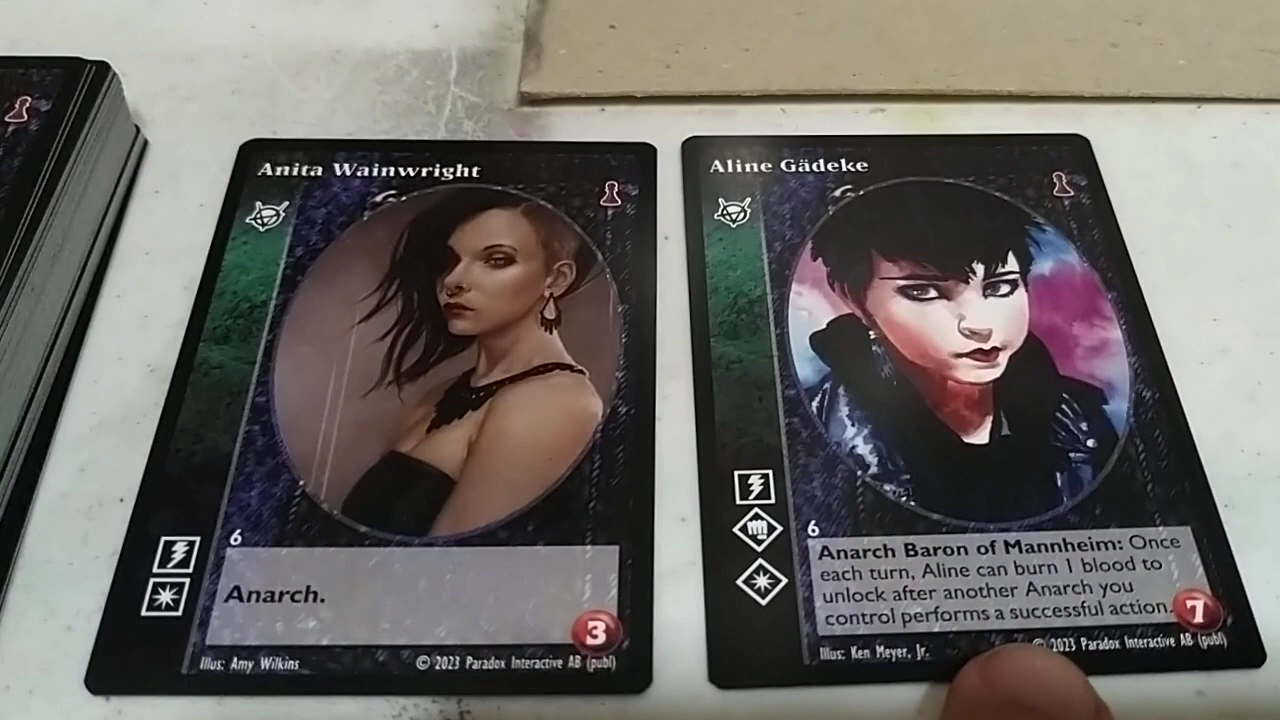 Anita Wainwright
6
Anarch.
3
Illus: Amy Wilkins
© 2023 Paradox Interactive AB (publ)
Aline Gädeke
6
Anarch Baron of Mannheim: Once
each turn, Aline can burn 1 blood to
unlock after another Anarch you
control performs a successful action.
7
Illus: Ken Meyer, Jr.
© 2023 Paradox Interactive AB (publ)